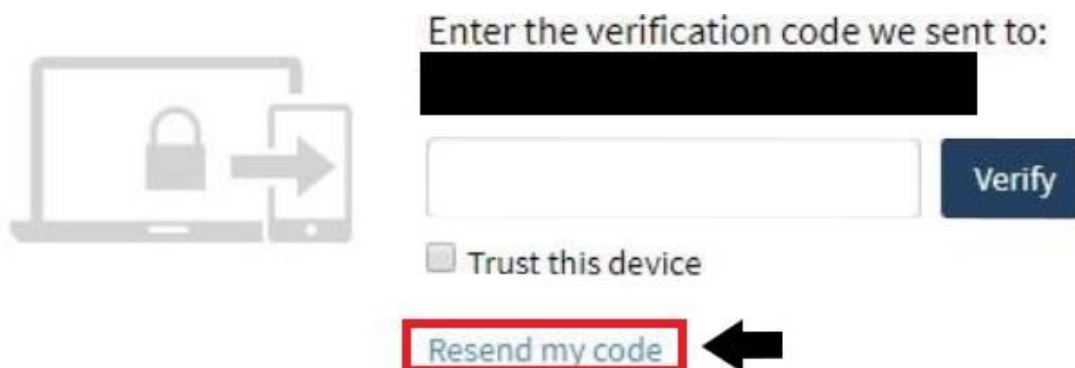 Enter the verification code we sent to:
Verify
Trust this device
Resend my code